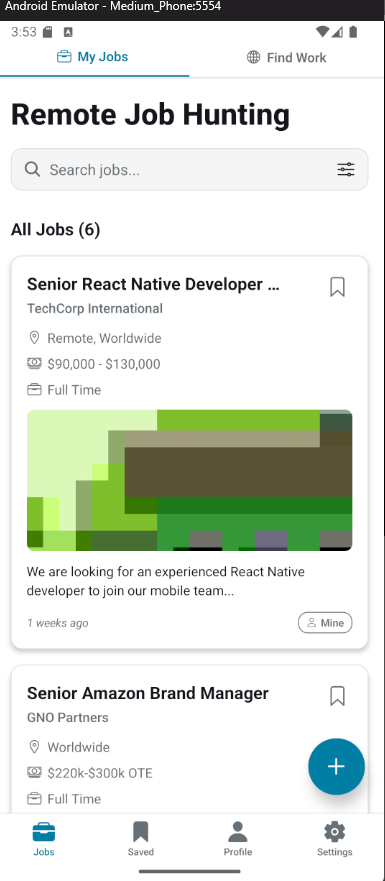 Android Emulator - Medium_Phone:5554
3:53
A
My Jobs
Find Work
Remote Job Hunting
Search jobs...
All Jobs (6)
Senior React Native Developer ...
TechCorp International
Remote, Worldwide
$90,000 - $130,000
Full Time
We are looking for an experienced React Native
developer to join our mobile team...
1 weeks ago
Mine
Senior Amazon Brand Manager
GNO Partners
Worldwide
$220k-$300k OTE
Full Time
Jobs
Saved
Profile
Settings